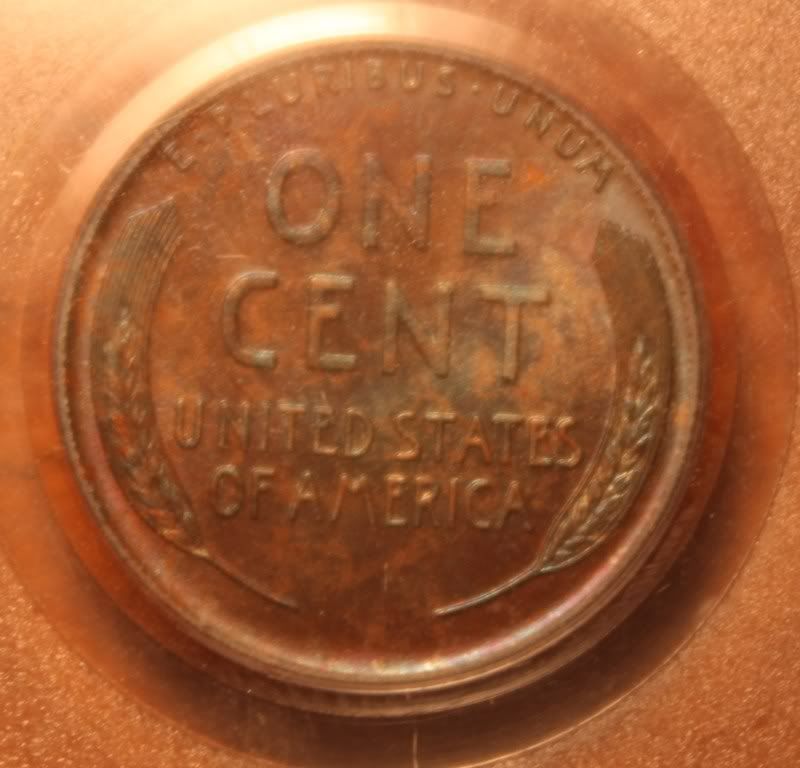 E·PLURIBUS·UNUM
ONE
CENT
UNITED STATES
OF AMERICA